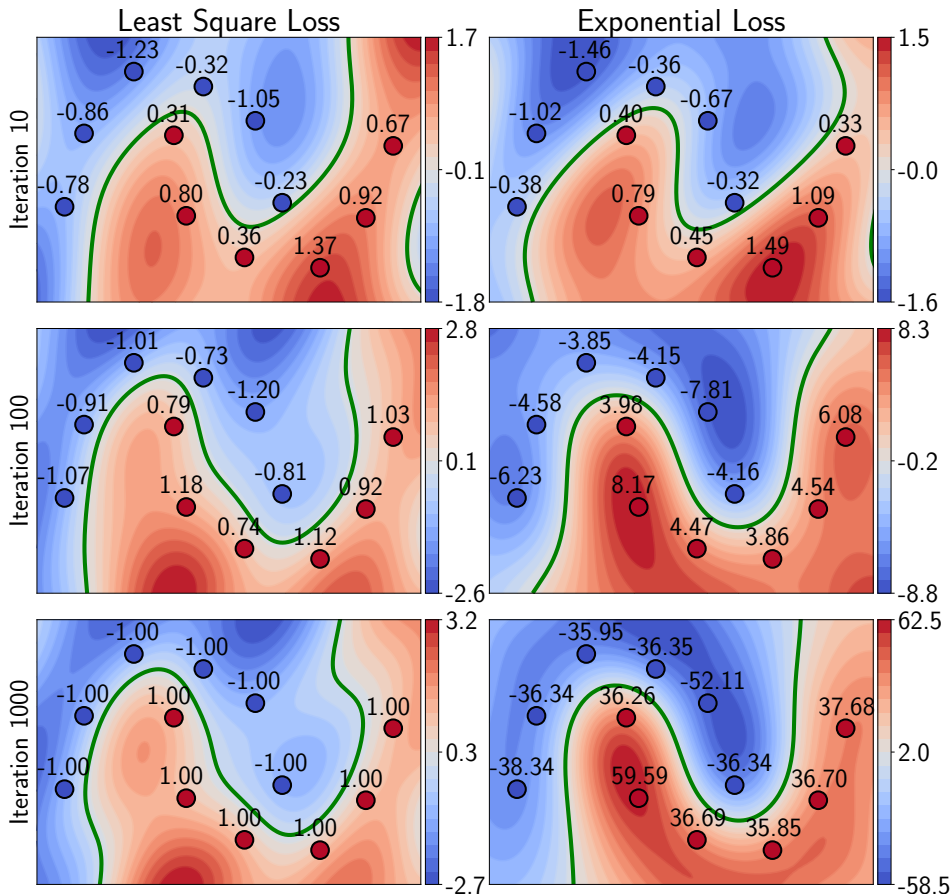 Least Square Loss Exponential Loss
Iteration 10
-1.23 -0.32 -0.86 -1.05 0.31 0.67 -0.78 0.80 -0.23 0.92 0.36 1.37
1.7
-0.1
-1.8
-1.46 -0.36 -1.02 -0.67 0.40 0.33 -0.38 0.79 -0.32 1.09 0.45 1.49
1.5
-0.0
-1.6
Iteration 100
-1.01 -0.73 -0.91 -1.20 0.79 1.03 -1.07 1.18 -0.81 0.92 0.74 1.12
2.8
0.1
-2.6
-3.85 -4.15 -4.58 -7.81 3.98 6.08 -6.23 8.17 -4.16 4.54 4.47 3.86
8.3
-0.2
-8.8
Iteration 1000
-1.00 -1.00 -1.00 -1.00 1.00 1.00 -1.00 1.00 -1.00 1.00 1.00 1.00
3.2
0.3
-2.7
-35.95 -36.35 -36.34 -52.11 36.26 37.68 -38.34 59.59 -36.34 36.70 36.69 35.85
62.5
2.0
-58.5